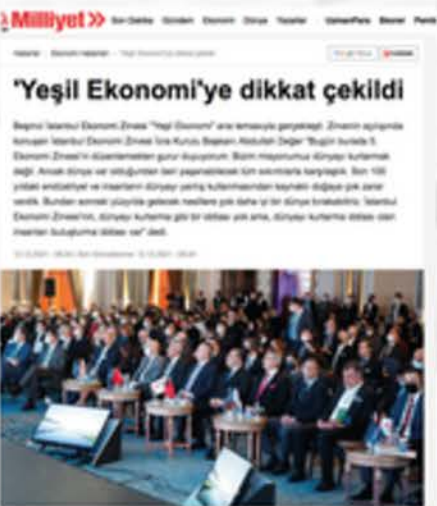 Milliyet
Son Dakika Gündem Ekonomi Dünya Yazarlar UzmanPara
'Yeşil Ekonomi'ye dikkat çekildi
Beşinci İstanbul Ekonomi Zirvesi "Yeşil Ekonomi" ana temasıyla gerçekleşti. Zirvenin açılışında
konuşan İstanbul Ekonomi Zirvesi İcra Kurulu Başkanı Abdullah Değer "Bugün burada 5.
Ekonomi Zirvesi'ni düzenlemekten gurur duyuyorum. Bizim misyonumuz dünyayı kurtarmak
değil. Ancak dünya var olduğundan beri yaşanabilecek tüm sıkıntılarla karşılaştık. Son 100
yıldaki endüstriyel ve insanların dünyayı yanlış kullanmasından kaynaklı doğaya çok zarar
verdik. Bundan sonraki yüzyılda gelecek nesillere çok daha iyi bir dünya bırakabiliriz. İstanbul
Ekonomi Zirvesi'nin, dünyayı kurtarma gibi bir iddiası yok ama, dünyayı kurtarma iddiası olan
insanları buluşturma iddiası var" dedi.